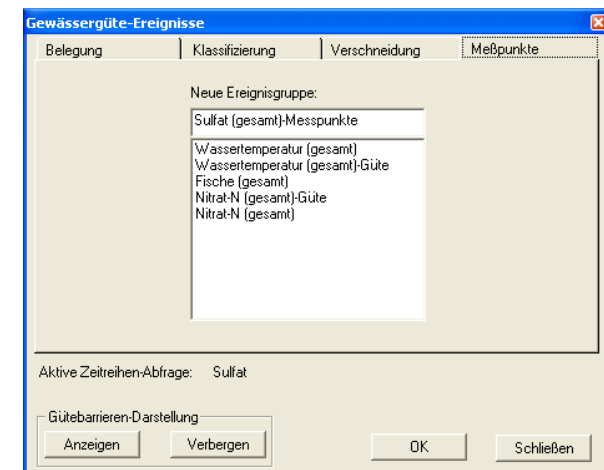 Gewässergüte-Ereignisse
Belegung Klassifizierung Verschneidung Meßpunkte
Neue Ereignisgruppe:
Sulfat (gesamt)-Messpunkte
Wassertemperatur (gesamt)
Wassertemperatur (gesamt)-Güte
Fische (gesamt)
Nitrat-N (gesamt)-Güte
Nitrat-N (gesamt)
Aktive Zeitreihen-Abfrage: Sulfat
Gütebarrieren-Darstellung
Anzeigen Verbergen OK Schließen